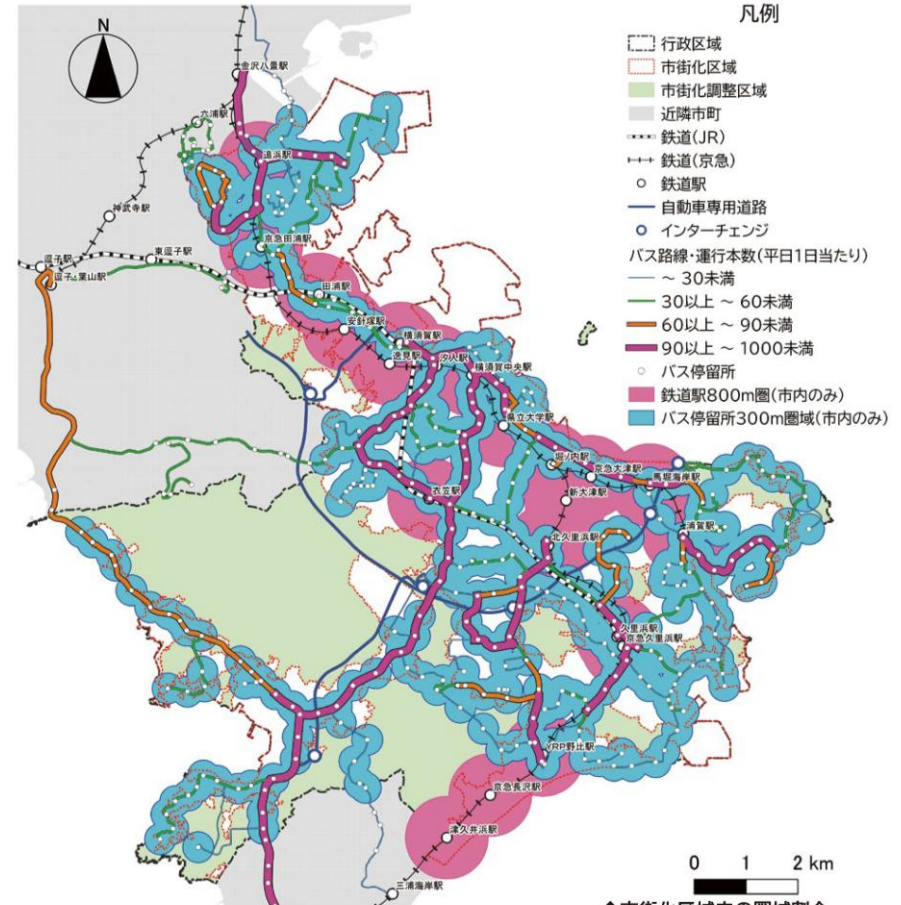 凡例
N
行政区域
市街化区域
市街化調整区域
近隣市町
鉄道(JR)
鉄道(京急)
鉄道駅
自動車専用道路
インターチェンジ
バス路線・運行本数(平日1日当たり)
～ 30未満
30以上 ～ 60未満
60以上 ～ 90未満
90以上 ～ 1000未満
バス停留所
鉄道駅800m圏(市内のみ)
バス停留所300m圏域(市内のみ)
金沢八景駅
六浦駅
追浜駅
神武寺駅
京急田浦駅
東逗子駅
逗子駅
逗子・葉山駅
田浦駅
安針塚駅
横須賀駅
逸見駅
汐入駅
横須賀中央駅
県立大学駅
堀ノ内駅
京急大津駅
馬堀海岸駅
衣笠駅
新大津駅
浦賀駅
北久里浜駅
久里浜駅
京急久里浜駅
YRP野比駅
京急長沢駅
津久井浜駅
三浦海岸駅
0 1 2 km